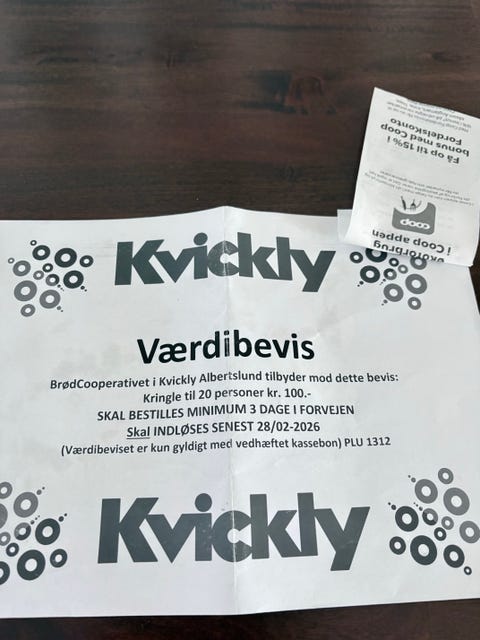 Kvickly
Værdibevis
BrødCooperativet i Kvickly Albertslund tilbyder mod dette bevis:
Kringle til 20 personer kr. 100.-
SKAL BESTILLES MINIMUM 3 DAGE I FORVEJEN
Skal INDLØSES SENEST 28/02-2026
(Værdibeviset er kun gyldigt med vedhæftet kassebon) PLU 1312
Kvickly
i Coop appen
coop
Få op til 15% i
bonus med Coop
Fordelskonto